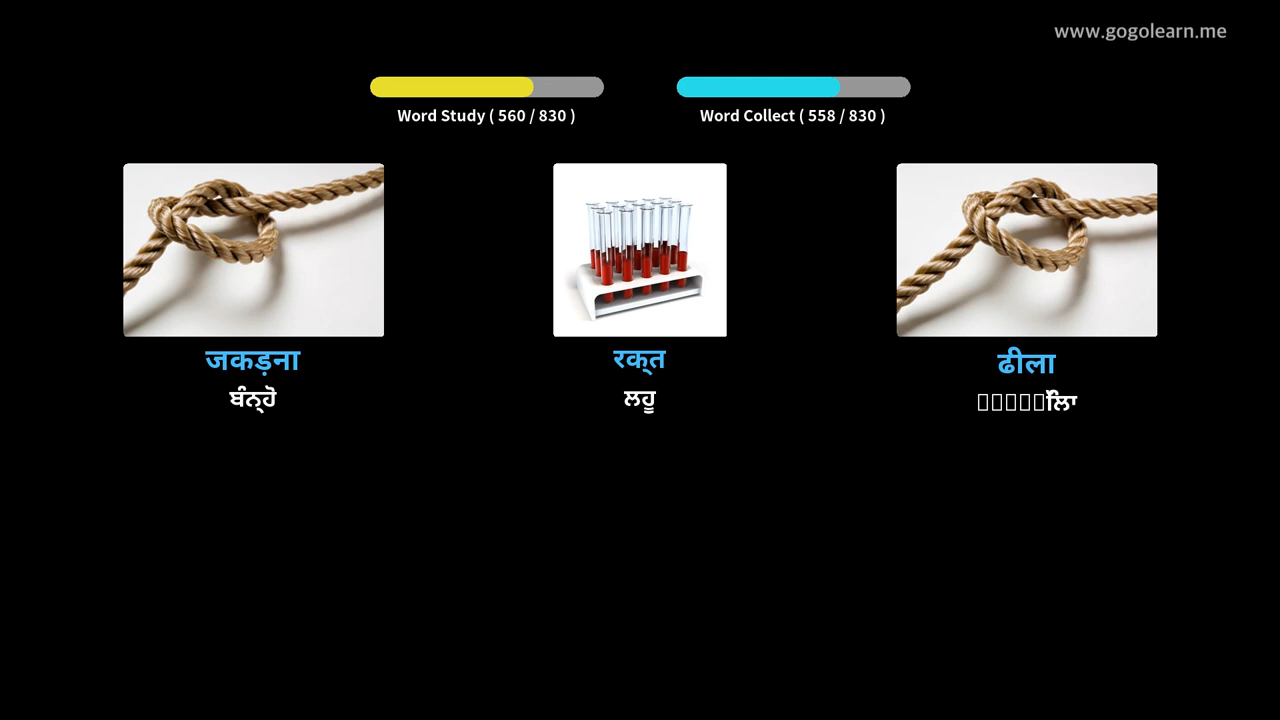 www.gogolearn.me
Word Study ( 560 / 830 )
Word Collect ( 558 / 830 )
जकड़ना
ਬੰਨ੍ਹੋ
रक्त
ਲਹੂ
ढीला